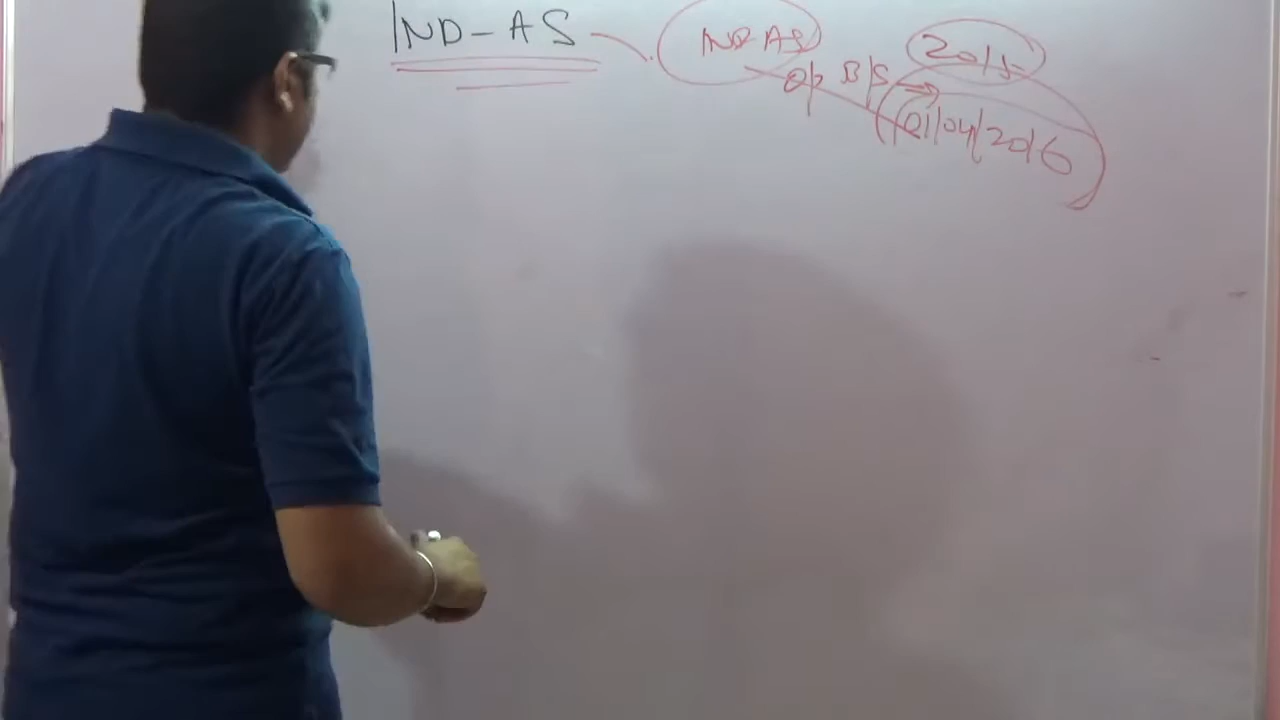 IND-AS
IND AS
2015
O/p B/S →
01/04/2016